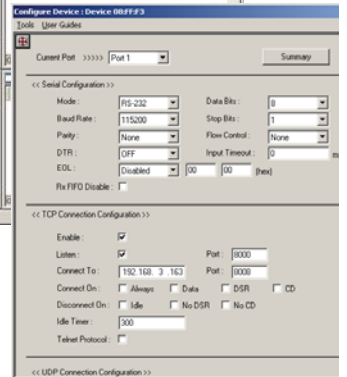 Configure Device : Device 08:FF:F3
Tools User Guides
Current Port >>>>> Port 1 Summary
<< Serial Configuration >>
Mode : RS-232 Data Bits : 8
Baud Rate : 115200 Stop Bits : 1
Parity : None Flow Control : None
DTR : OFF Input Timeout : 0 ms
EOL : Disabled 00 00 (hex)
Rx FIFO Disable :
<< TCP Connection Configuration >>
Enable :
Listen : Port : 8000
Connect To : 192.168. 3 .163 Port : 8008
Connect On : Always Data DSR CD
Disconnect On : Idle No DSR No CD
Idle Timer : 300
Telnet Protocol :
<< UDP Connection Configuration >>